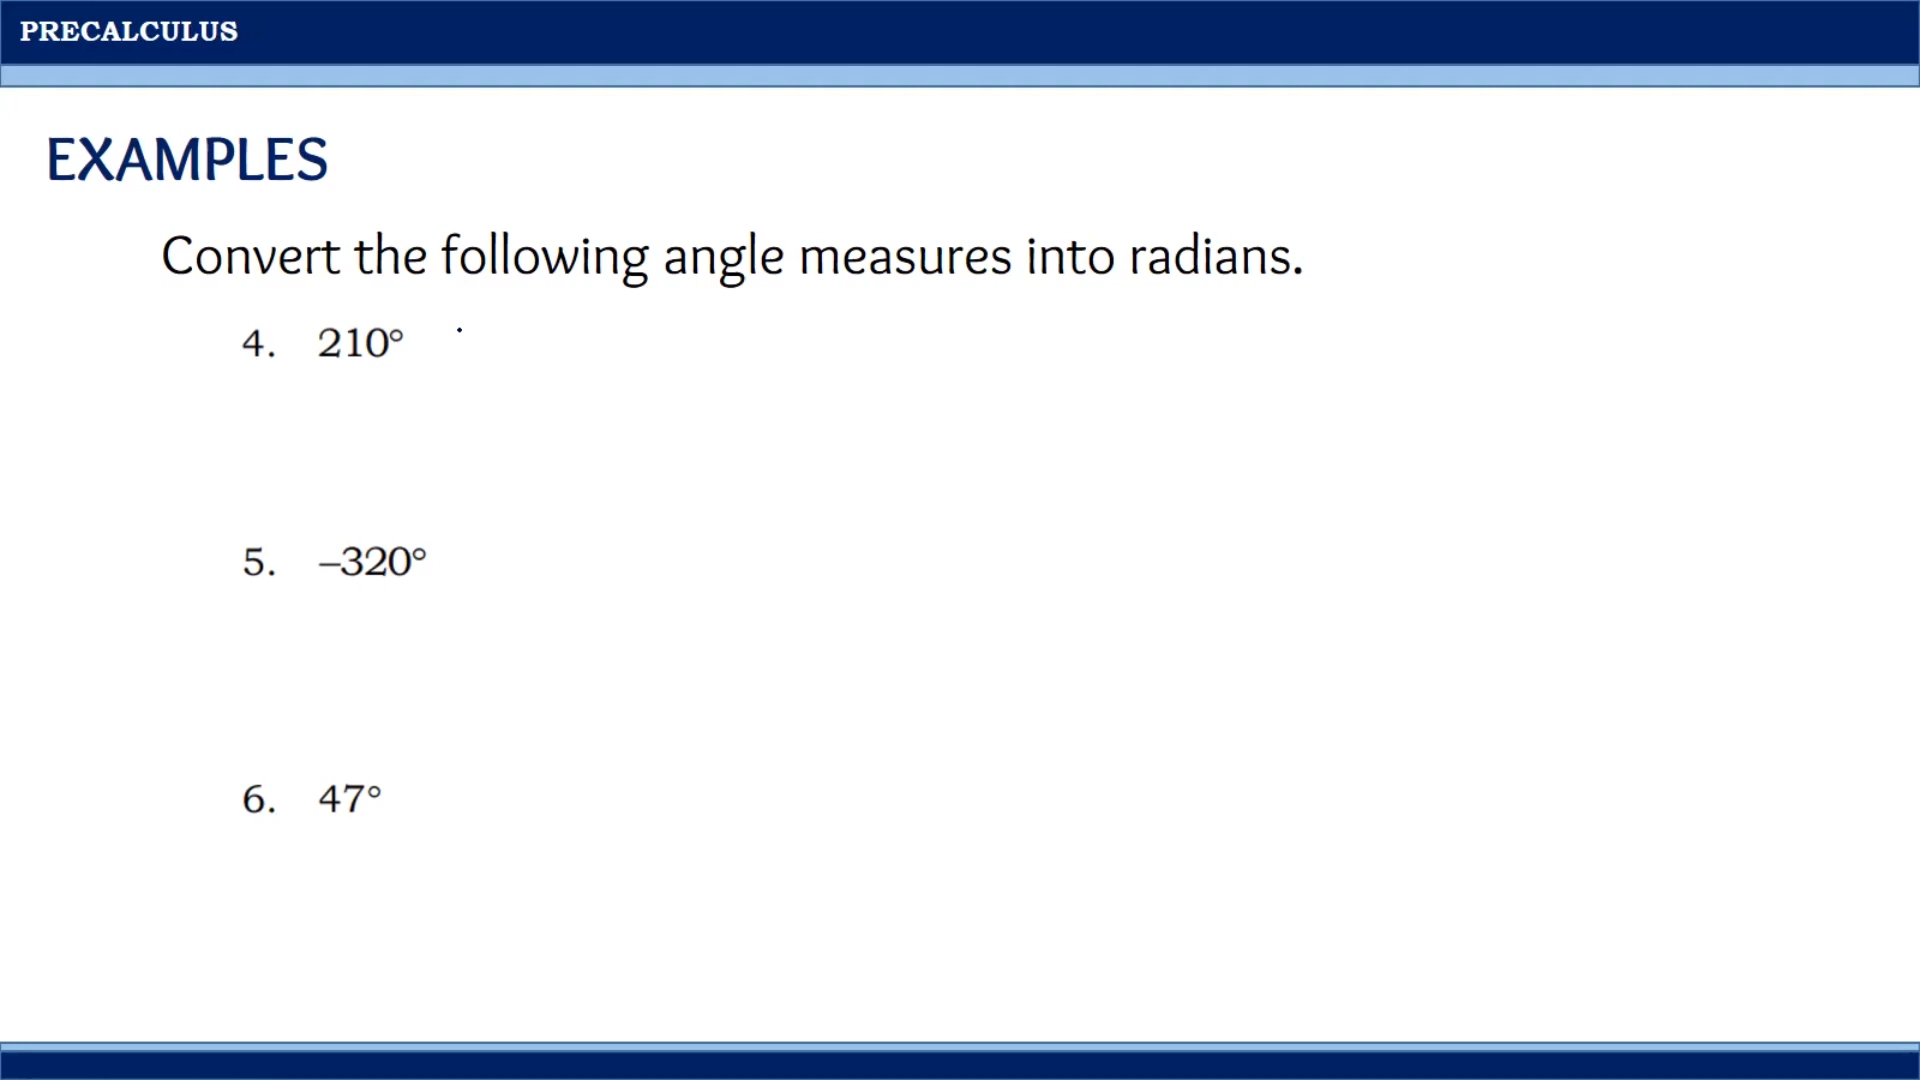 PRECALCULUS
EXAMPLES
Convert the following angle measures into radians.
4. 210°
5. –320°
6. 47°